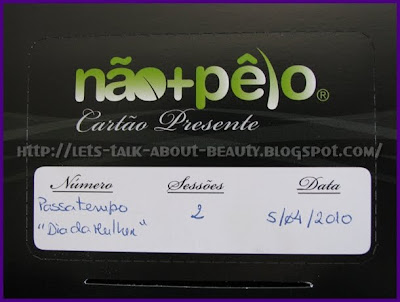 não+pêlo®
Cartão Presente
HTTP://LETS-TALK-ABOUT-BEAUTY.BLOGSPOT.COM/
Número Sessões Data
Passatempo 2 5/04/2010
"Dia da Mulher"